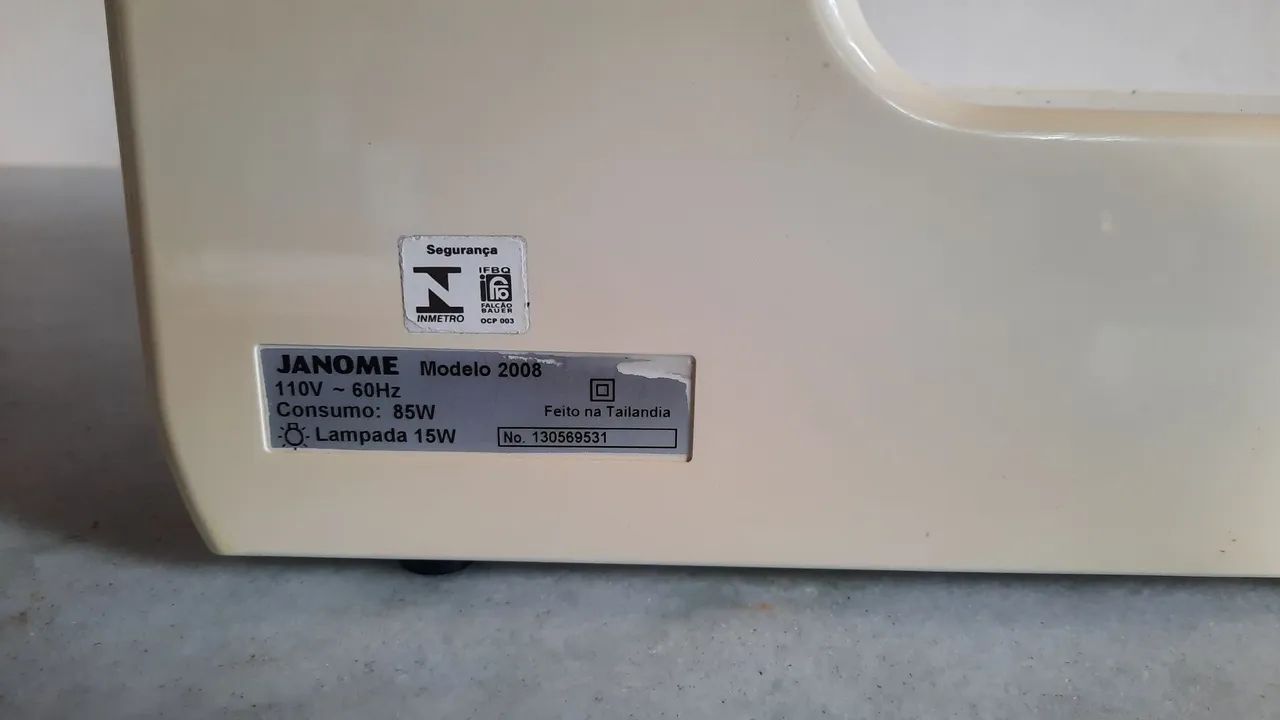 Segurança
INMETRO
IFBQ
FALCÃO
BAUER
OCP 003
JANOME Modelo 2008
110V ~ 60Hz
Consumo: 85W
Feito na Tailandia
Lampada 15W
No. 130569531